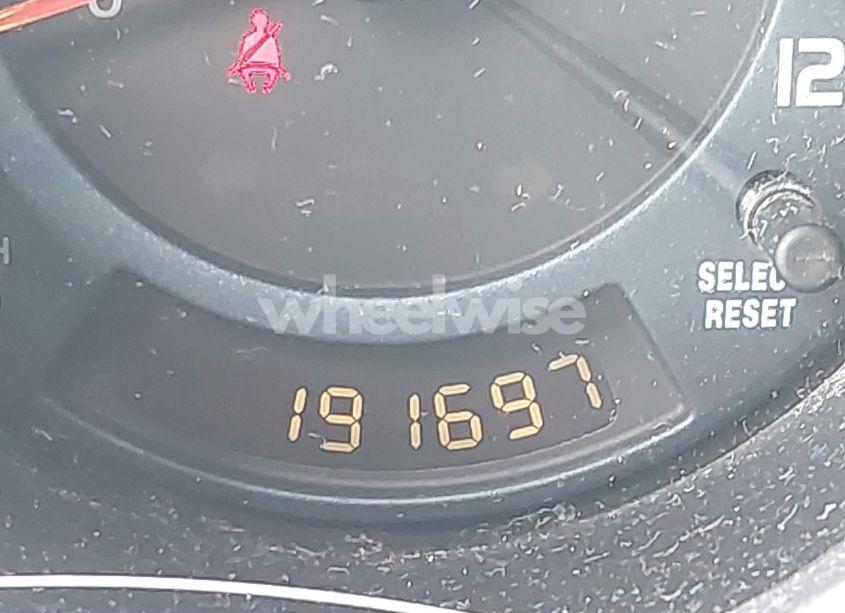 12
SELEC
RESET
wheelwise
191697